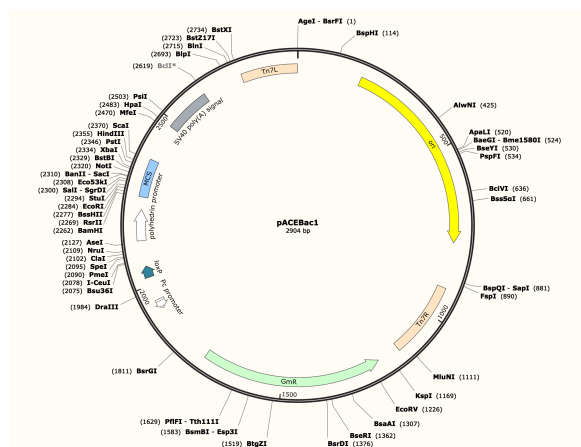 AgeI - BsrFI (1)
BspHI (114)
AlwNI (425)
ApaLI (520)
BaeGI - Bme1580I (524)
BseYI (530)
PspFI (534)
BciVI (636)
BssSαI (661)
BspQI - SapI (881)
FspI (890)
MluNI (1111)
KspI (1169)
EcoRV (1226)
BsaAI (1307)
BseRI (1362)
BsrDI (1376)
(1519) BtgZI
(1583) BsmBI - Esp3I
(1629) PflFI - Tth111I
(1811) BsrGI
(1984) DraIII
(2075) Bsu36I
(2078) I-CeuI
(2090) PmeI
(2095) SpeI
(2102) ClaI
(2109) NruI
(2127) AseI
(2262) BamHI
(2269) RsrII
(2277) BssHII
(2284) EcoRI
(2294) StuI
(2300) SalI - SgrDI
(2308) Eco53kI
(2310) BanII - SacI
(2320) NotI
(2329) BstBI
(2334) XbaI
(2346) PstI
(2355) HindIII
(2370) ScaI
(2470) MfeI
(2483) HpaI
(2503) PsiI
(2619) BclI*
(2693) BlpI
(2715) BlnI
(2723) BstZ17I
(2734) BstXI
Tn7L
ori
Tn7R
GmR
Pc promoter
loxP
polyhedrin promoter
MCS
SV40 poly(A) signal
500
1000
1500
2000
2500
pACEBac1
2904 bp